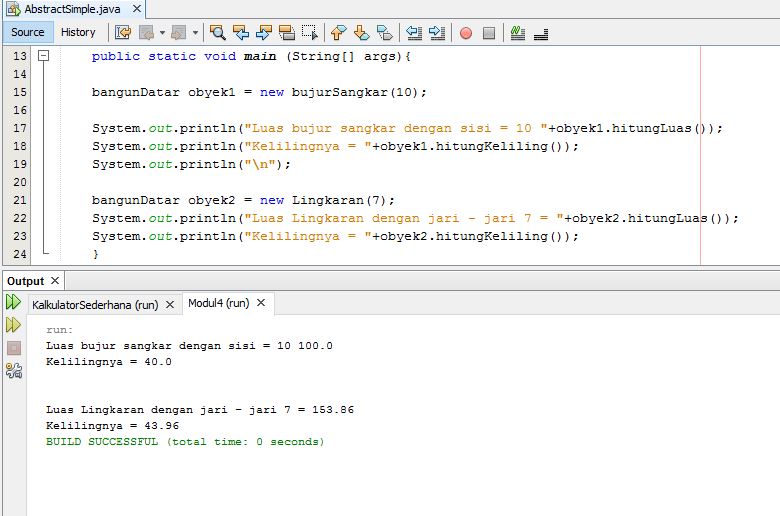 AbstractSimple.java
Source History
13 public static void main (String[] args){
14
15 bangunDatar obyek1 = new bujurSangkar(10);
16
17 System.out.println("Luas bujur sangkar dengan sisi = 10 "+obyek1.hitungLuas());
18 System.out.println("Kelilingnya = "+obyek1.hitungKeliling());
19 System.out.println("\n");
20
21 bangunDatar obyek2 = new Lingkaran(7);
22 System.out.println("Luas Lingkaran dengan jari - jari 7 = "+obyek2.hitungLuas());
23 System.out.println("Kelilingnya = "+obyek2.hitungKeliling());
24 }
Output
KalkulatorSederhana (run) Modul4 (run)
run:
Luas bujur sangkar dengan sisi = 10 100.0
Kelilingnya = 40.0
Luas Lingkaran dengan jari - jari 7 = 153.86
Kelilingnya = 43.96
BUILD SUCCESSFUL (total time: 0 seconds)